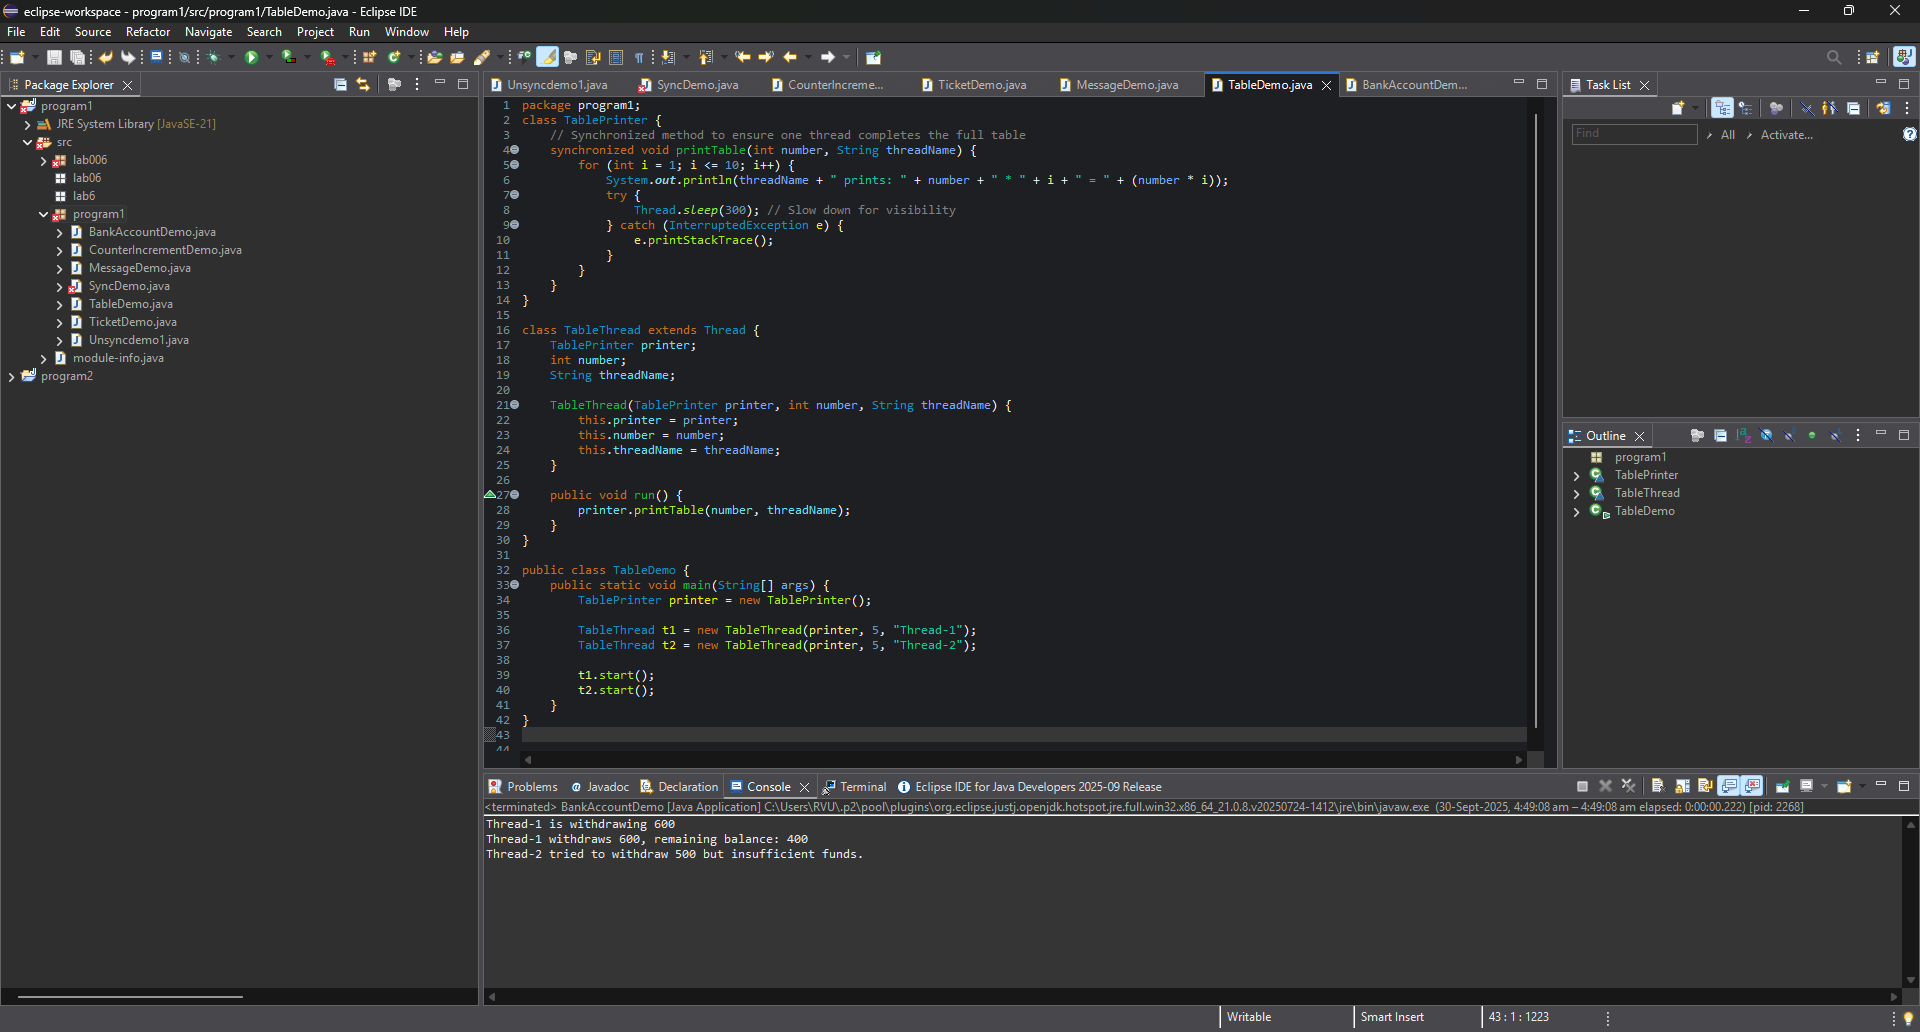 eclipse-workspace - program1/src/program1/TableDemo.java - Eclipse IDE
File Edit Source Refactor Navigate Search Project Run Window Help
Package Explorer
program1
JRE System Library [JavaSE-21]
src
lab006
lab06
lab6
program1
BankAccountDemo.java
CounterIncrementDemo.java
MessageDemo.java
SyncDemo.java
TableDemo.java
TicketDemo.java
Unsyncdemo1.java
module-info.java
program2
Unsyncdemo1.java SyncDemo.java CounterIncreme... TicketDemo.java MessageDemo.java TableDemo.java BankAccountDem...
1 package program1;
2 class TablePrinter {
3 // Synchronized method to ensure one thread completes the full table
4 synchronized void printTable(int number, String threadName) {
5 for (int i = 1; i <= 10; i++) {
6 System.out.println(threadName + " prints: " + number + " * " + i + " = " + (number * i));
7 try {
8 Thread.sleep(300); // Slow down for visibility
9 } catch (InterruptedException e) {
10 e.printStackTrace();
11 }
12 }
13 }
14 }
15
16 class TableThread extends Thread {
17 TablePrinter printer;
18 int number;
19 String threadName;
20
21 TableThread(TablePrinter printer, int number, String threadName) {
22 this.printer = printer;
23 this.number = number;
24 this.threadName = threadName;
25 }
26
27 public void run() {
28 printer.printTable(number, threadName);
29 }
30 }
31
32 public class TableDemo {
33 public static void main(String[] args) {
34 TablePrinter printer = new TablePrinter();
35
36 TableThread t1 = new TableThread(printer, 5, "Thread-1");
37 TableThread t2 = new TableThread(printer, 5, "Thread-2");
38
39 t1.start();
40 t2.start();
41 }
42 }
43
44
Task List
Find All Activate...
Outline
program1
TablePrinter
TableThread
TableDemo
Problems Javadoc Declaration Console Terminal Eclipse IDE for Java Developers 2025-09 Release
<terminated> BankAccountDemo [Java Application] C:\Users\RVU\.p2\pool\plugins\org.eclipse.justj.openjdk.hotspot.jre.full.win32.x86_64_21.0.8.v20250724-1412\jre\bin\javaw.exe (30-Sept-2025, 4:49:08 am – 4:49:08 am elapsed: 0:00:00.222) [pid: 2268]
Thread-1 is withdrawing 600
Thread-1 withdraws 600, remaining balance: 400
Thread-2 tried to withdraw 500 but insufficient funds.
Writable Smart Insert 43 : 1 : 1223